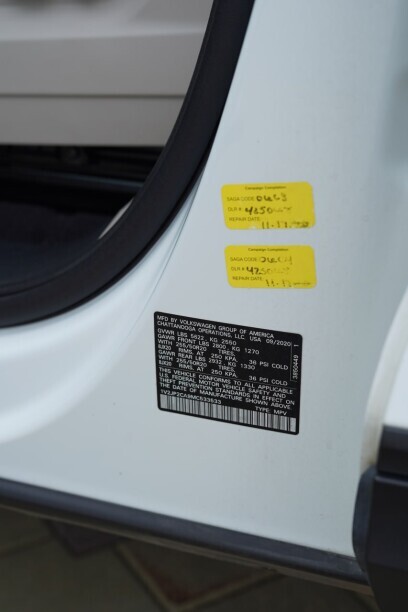 Campaign Completion
SAGA CODE
DLR #
REPAIR DATE
Campaign Completion
SAGA CODE
DLR #
REPAIR DATE
MFD BY VOLKSWAGEN GROUP OF AMERICA
CHATTANOOGA OPERATIONS, LLC. USA 09/2020
GVWR LBS 5622 , KG 2550
GAWR FRONT LBS 2800 , KG 1270
WITH 255/50R20 TIRES,
8JX20 RIMS, AT 250 KPA, 36 PSI COLD
GAWR REAR LBS 2932 , KG 1330
WITH 255/50R20 TIRES,
8JX20 RIMS, AT 250 KPA, 36 PSI COLD
THIS VEHICLE CONFORMS TO ALL APPLICABLE
U.S. FEDERAL MOTOR VEHICLE SAFETY AND
THEFT PREVENTION STANDARDS IN EFFECT ON
THE DATE OF MANUFACTURE SHOWN ABOVE
TYPE: MPV